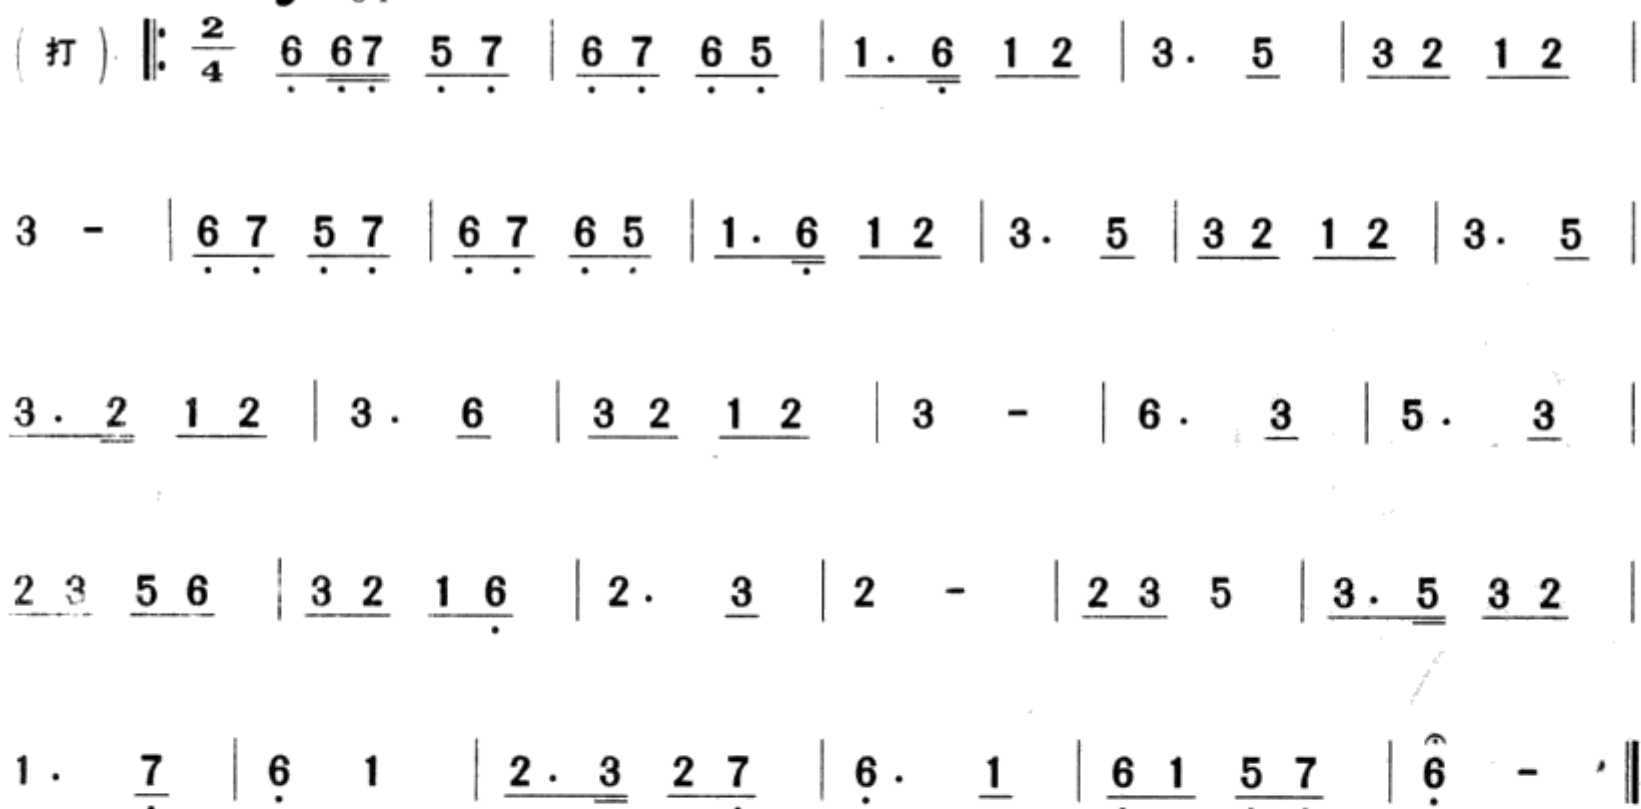 (打) 2/4 6 6 7 5 7 | 6 7 6 5 | 1 . 6 1 2 | 3 . 5 | 3 2 1 2 |
3 - | 6 7 5 7 | 6 7 6 5 | 1 . 6 1 2 | 3 . 5 | 3 2 1 2 | 3 . 5 |
3 . 2 1 2 | 3 . 6 | 3 2 1 2 | 3 - | 6 . 3 | 5 . 3 |
2 3 5 6 | 3 2 1 6 | 2 . 3 | 2 - | 2 3 5 | 3 . 5 3 2 |
1 . 7 | 6 1 | 2 . 3 2 7 | 6 . 1 | 6 1 5 7 | 6 - ‖